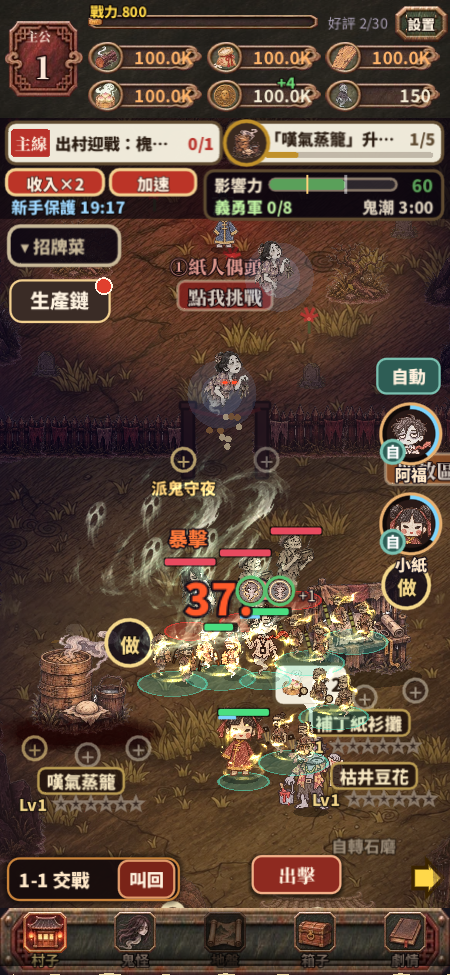 戰力 800
好評 2/30
設置
主公
1
100.0K
100.0K
100.0K
100.0K
+4
100.0K
150
主線 出村迎戰：槐… 0/1
「嘆氣蒸籠」升… 1/5
收入×2
加速
影響力 60
新手保護 19:17
義勇軍 0/8
鬼潮 3:00
▼招牌菜
①紙人偶頭
點我挑戰
生產鏈
自動
自
阿福
派鬼守夜
自
小紙
暴擊
37.
+1
做
做
2
補丁紙衫攤
1
枯井豆花
Lv1
嘆氣蒸籠
Lv1
自轉石磨
1-1 交戰
叫回
出擊
村子
鬼怪
地盤
箱子
劇情